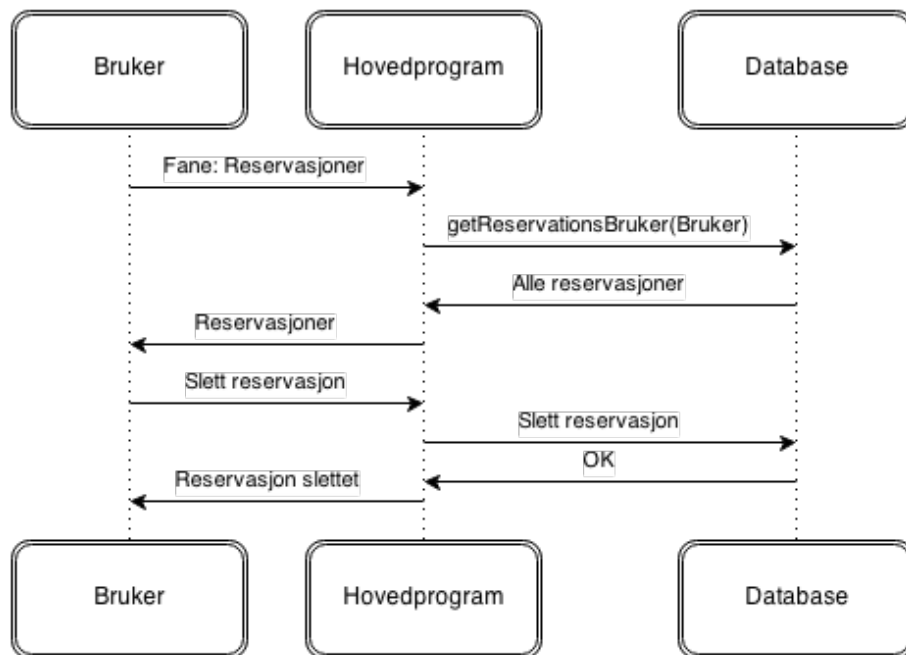 Bruker
Hovedprogram
Database
Fane: Reservasjoner
getReservationsBruker(Bruker)
Alle reservasjoner
Reservasjoner
Slett reservasjon
Slett reservasjon
OK
Reservasjon slettet
Bruker
Hovedprogram
Database